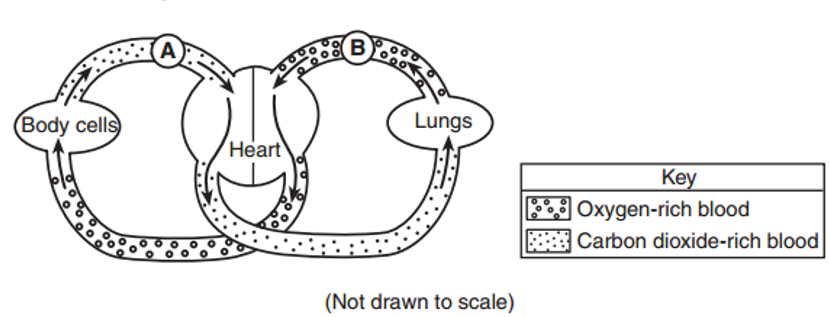 A
B
Body cells
Lungs
Heart
Key
Oxygen-rich blood
Carbon dioxide-rich blood
(Not drawn to scale)